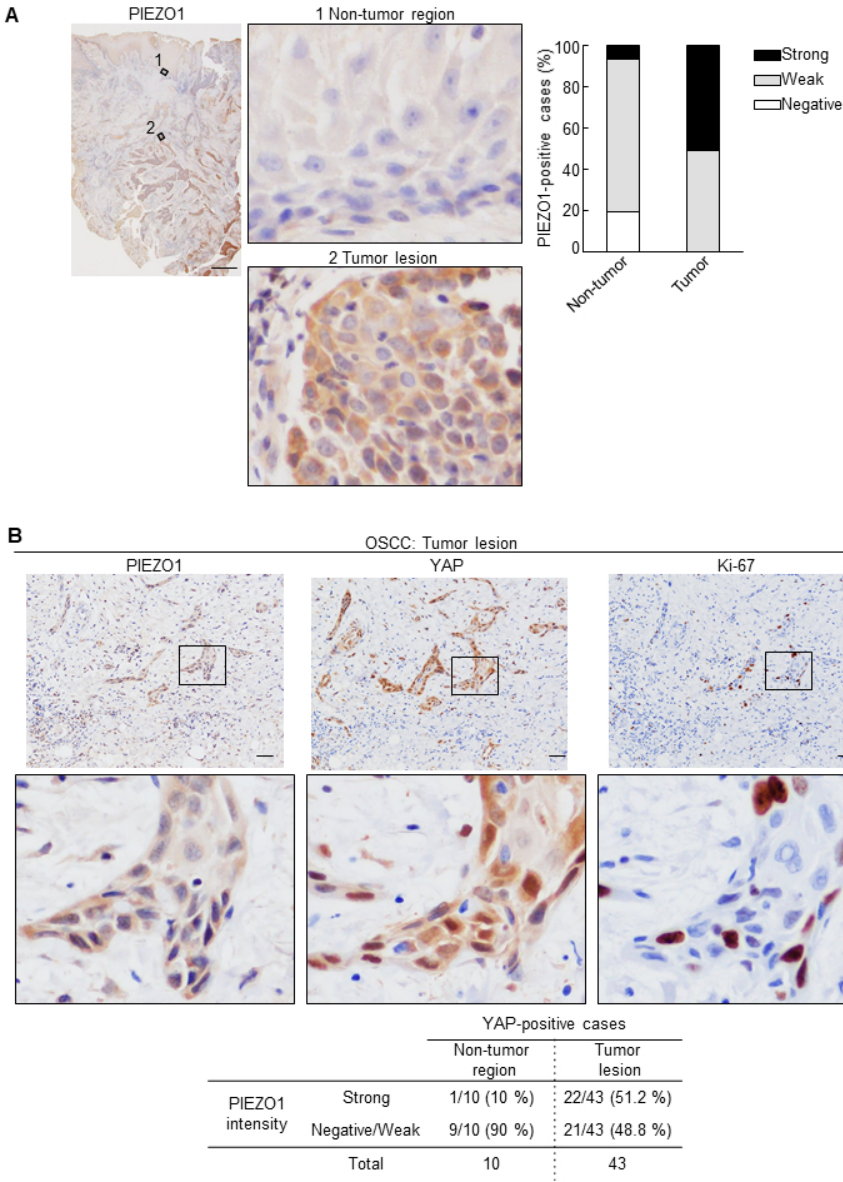 A
PIEZO1
1 Non-tumor region
1
2
2 Tumor lesion
PIEZO1-positive cases (%)
100
80
60
40
20
0
Non-tumor
Tumor
Strong
Weak
Negative
B
OSCC: Tumor lesion
PIEZO1
YAP
Ki-67
YAP-positive cases
Non-tumor region
Tumor lesion
PIEZO1 intensity
Strong
1/10 (10 %)
22/43 (51.2 %)
Negative/Weak
9/10 (90 %)
21/43 (48.8 %)
Total
10
43